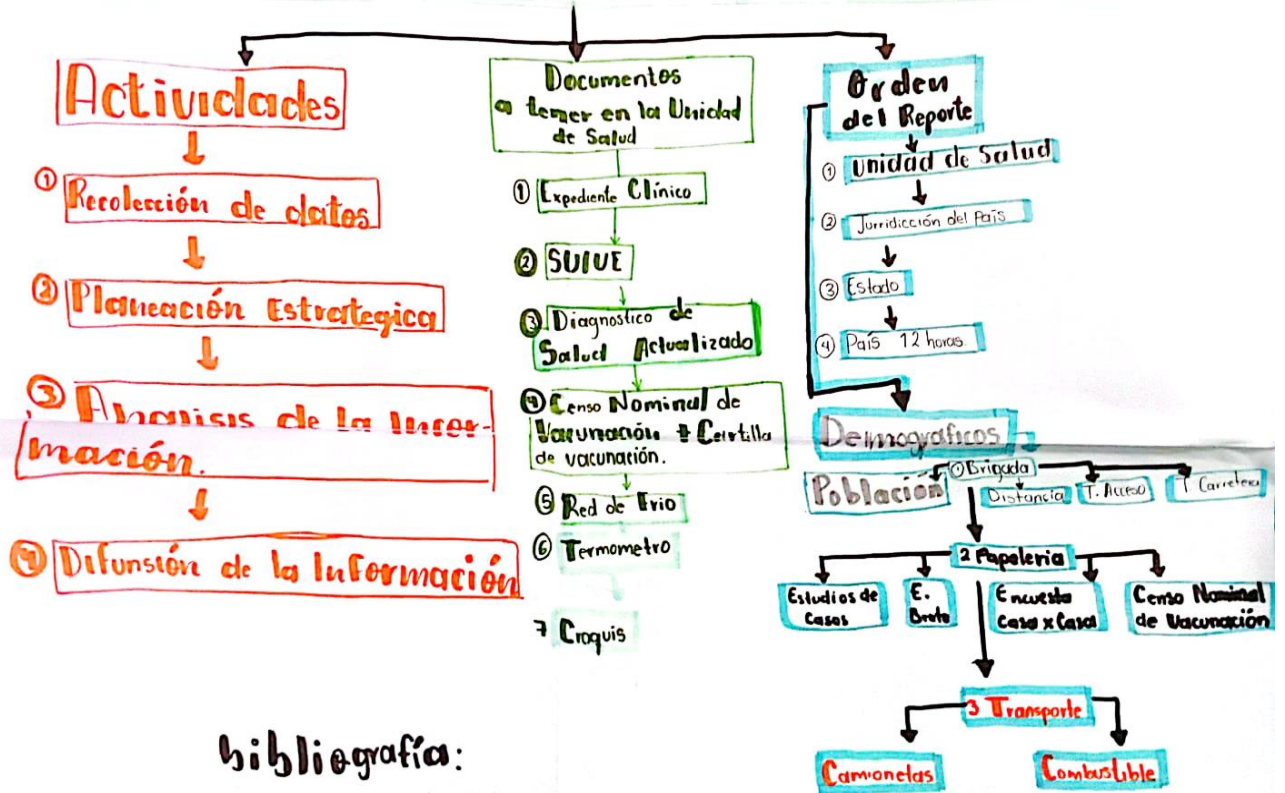 Actividades
① Recolección de datos
② Planeación Estrategica
③ Analisis de la Infor-
mación.
④ Difunsión de la Información
Documentos
a tener en la Unidad
de Salud
① Expediente Clínico
② SUIVE
③ Diagnostico de
Salud Actualizado
④ Censo Nominal de
Vacunación + Cartilla
de vacunación.
⑤ Red de Frio
⑥ Termometro
7 Croquis
Orden
del Reporte
① Unidad de Salud
② Jurridicción del País
③ Estado
④ País 12 horas
Demograficos
① Brigada
Población
Distancia
T. Acceso
T. Carretera
2 Papeleria
Estudios de
Casos
E.
Brote
Encuesta
Casa x Casa
Censo Nominal
de Vacunación
3 Transporte
Camionetas
Combustible
bibliografía: